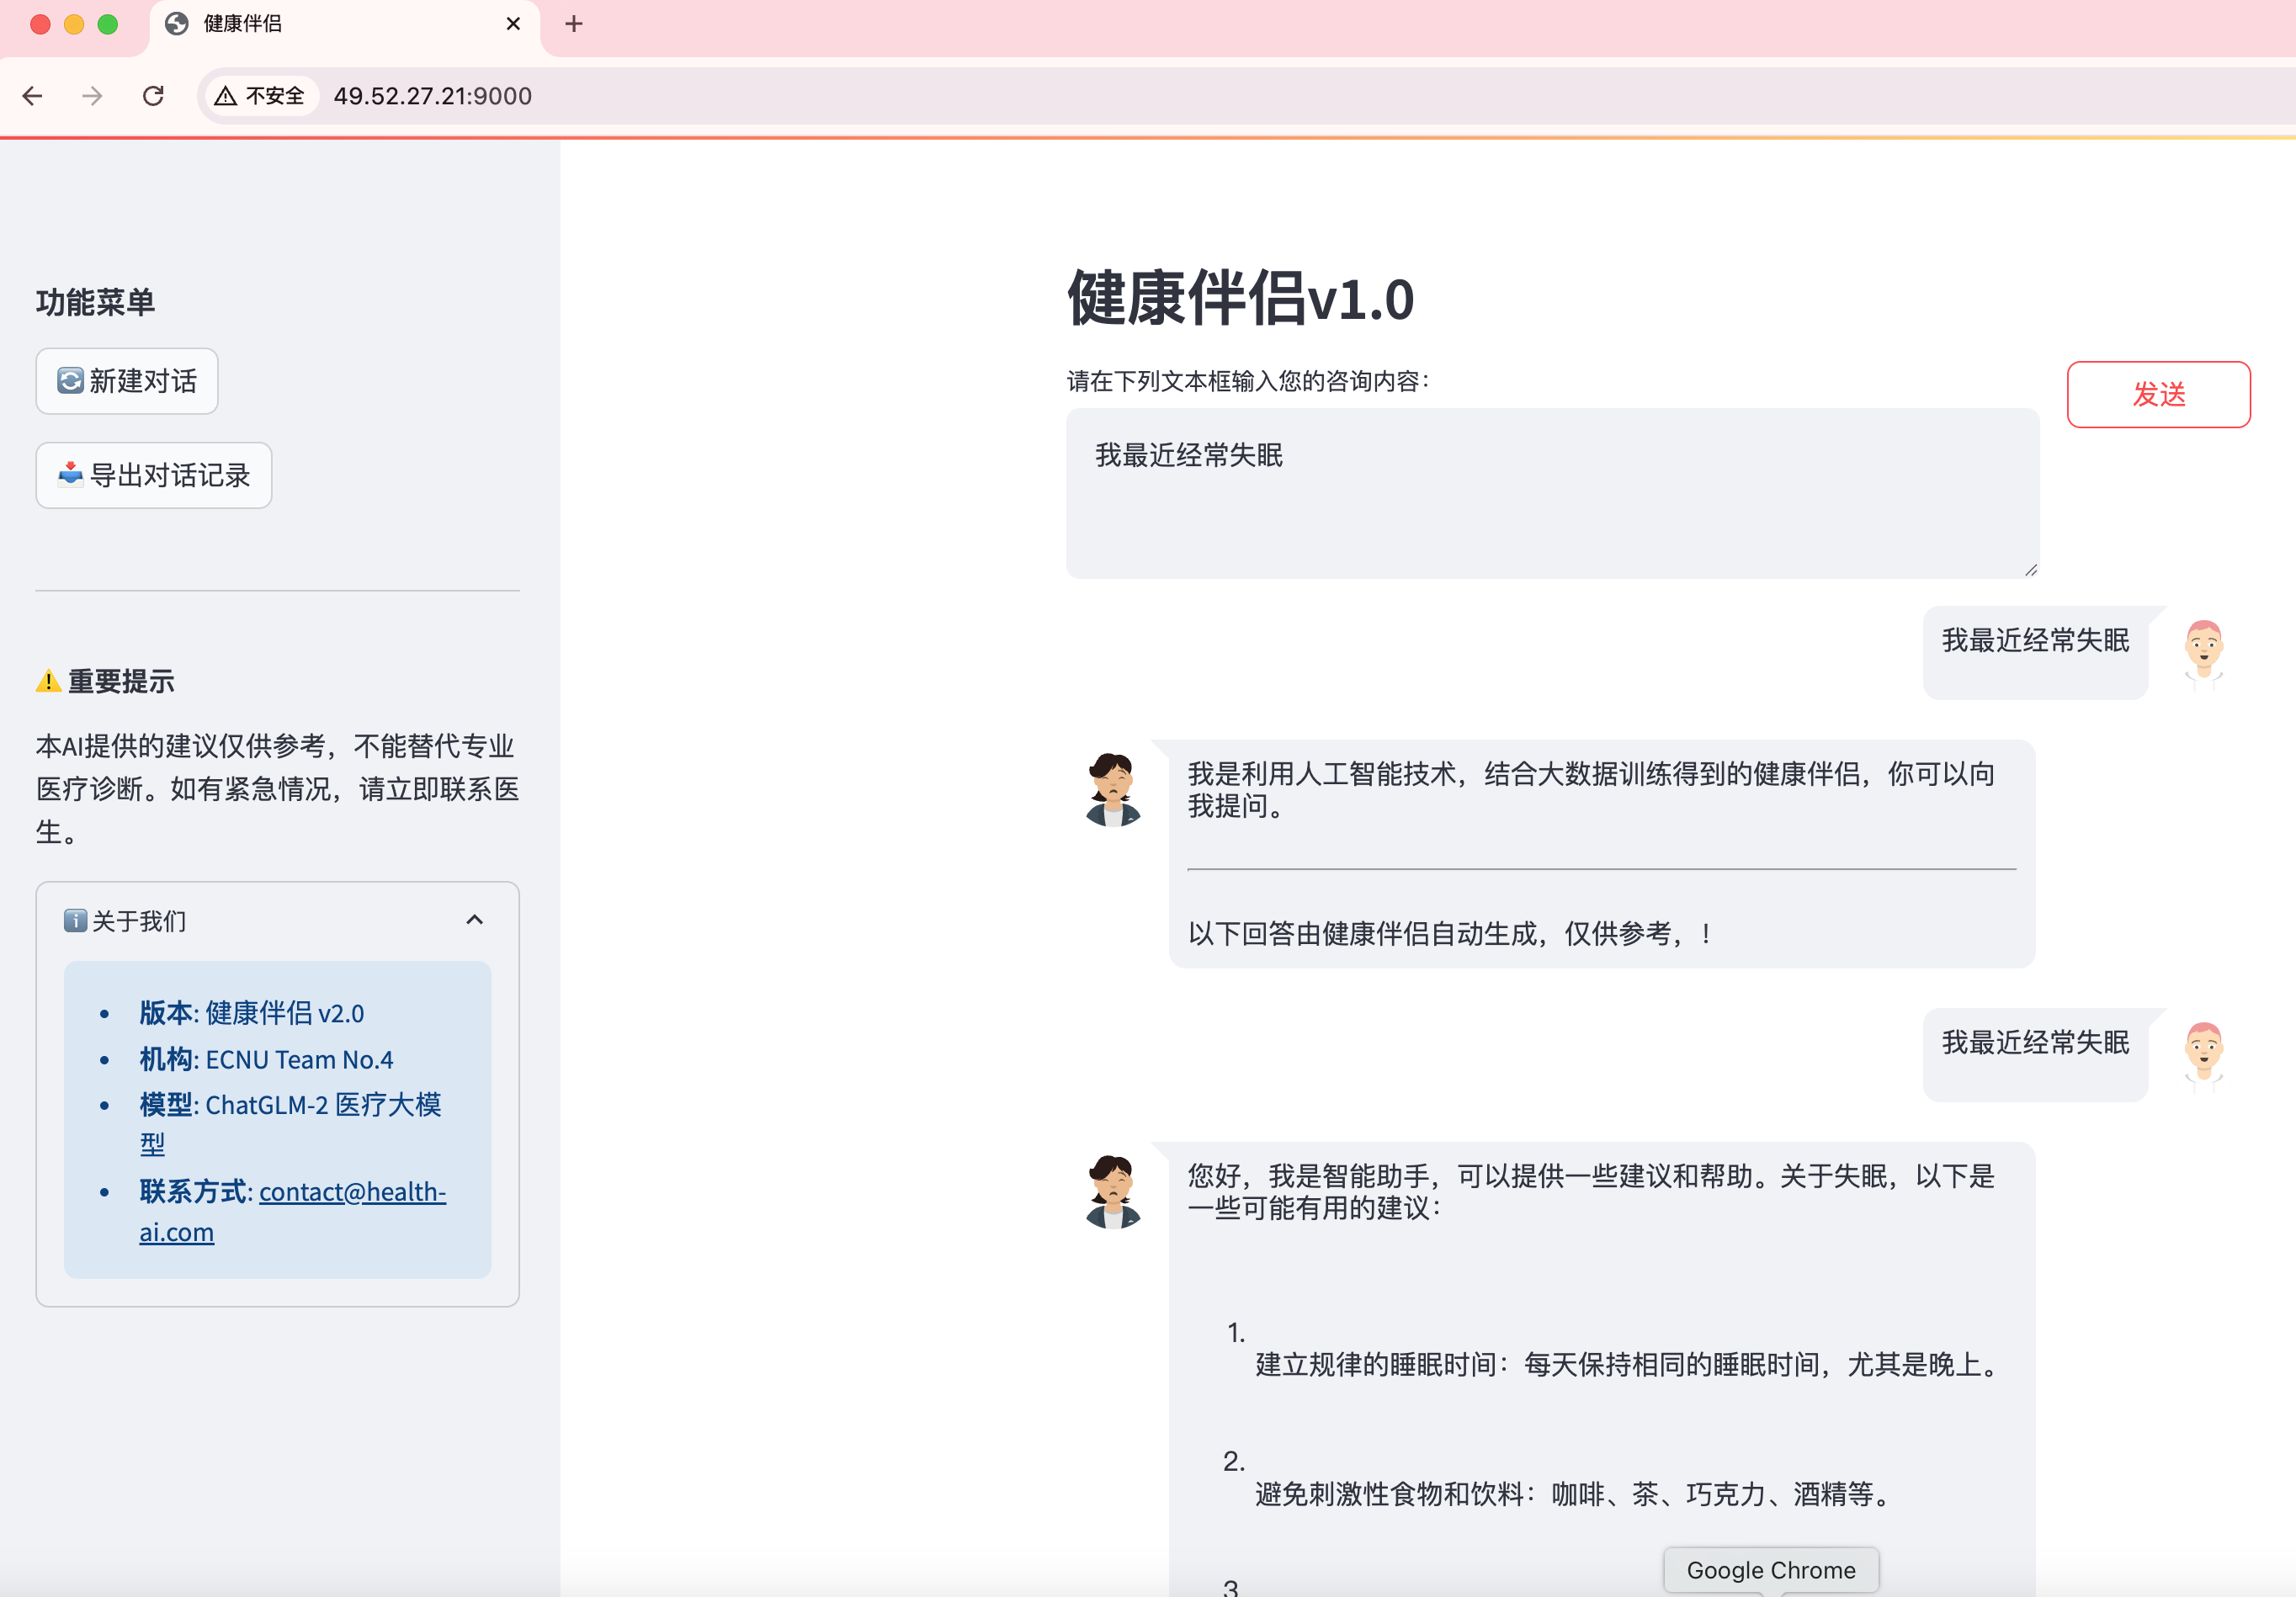 健康伴侣
不安全
49.52.27.21:9000
功能菜单
新建对话
导出对话记录
重要提示
本AI提供的建议仅供参考，不能替代专业
医疗诊断。如有紧急情况，请立即联系医
生。
关于我们
版本: 健康伴侣 v2.0
机构: ECNU Team No.4
模型: ChatGLM-2 医疗大模
型
联系方式: contact@health-
ai.com
健康伴侣v1.0
请在下列文本框输入您的咨询内容：
发送
我最近经常失眠
我最近经常失眠
我是利用人工智能技术，结合大数据训练得到的健康伴侣，你可以向
我提问。
以下回答由健康伴侣自动生成，仅供参考，！
我最近经常失眠
您好，我是智能助手，可以提供一些建议和帮助。关于失眠，以下是
一些可能有用的建议：
1.
建立规律的睡眠时间：每天保持相同的睡眠时间，尤其是晚上。
2.
避免刺激性食物和饮料：咖啡、茶、巧克力、酒精等。
3.
Google Chrome